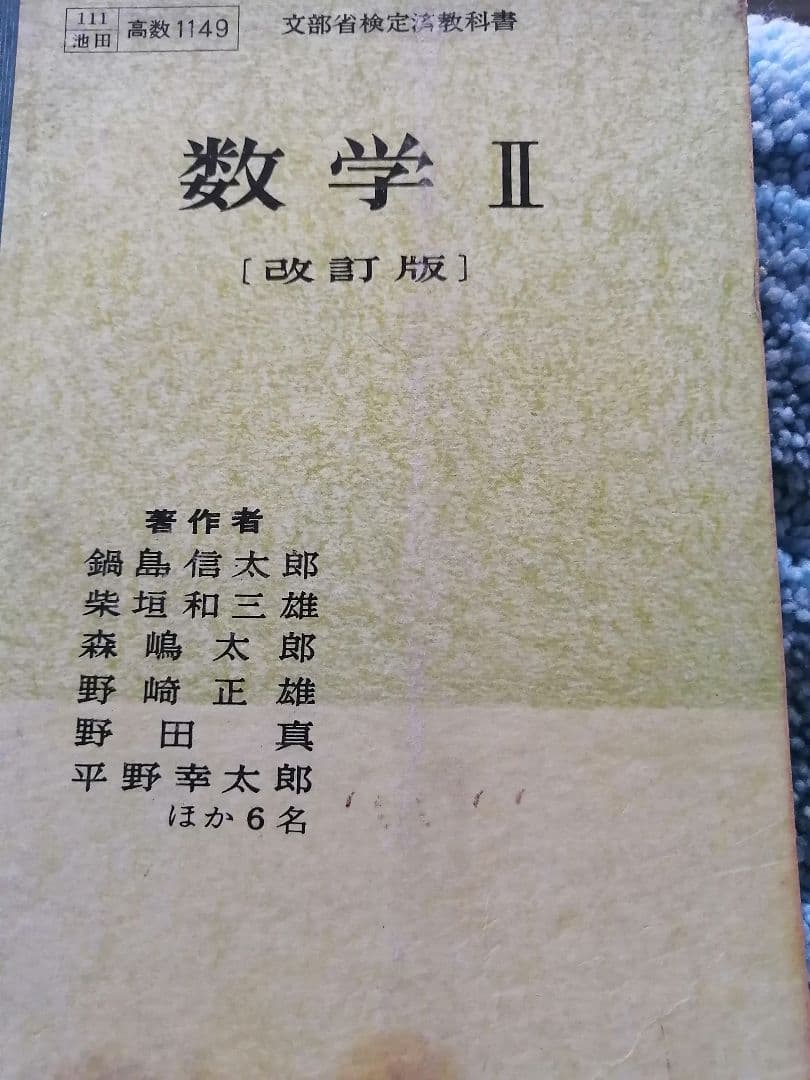 111
池田
高数1149
文部省検定済教科書
数学Ⅱ
[改訂版]
著作者
鍋島信太郎
柴垣和三雄
森嶋太郎
野崎正雄
野田真
平野幸太郎
ほか6名